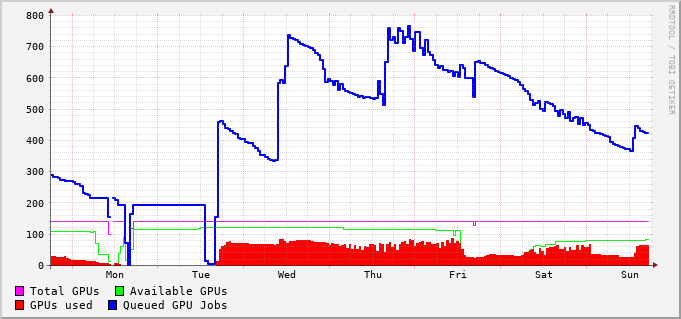 800
700
600
500
400
300
200
100
0
Mon Tue Wed Thu Fri Sat Sun
Total GPUs Available GPUs
GPUs used Queued GPU Jobs
RRDTOOL / TOBI OETIKER